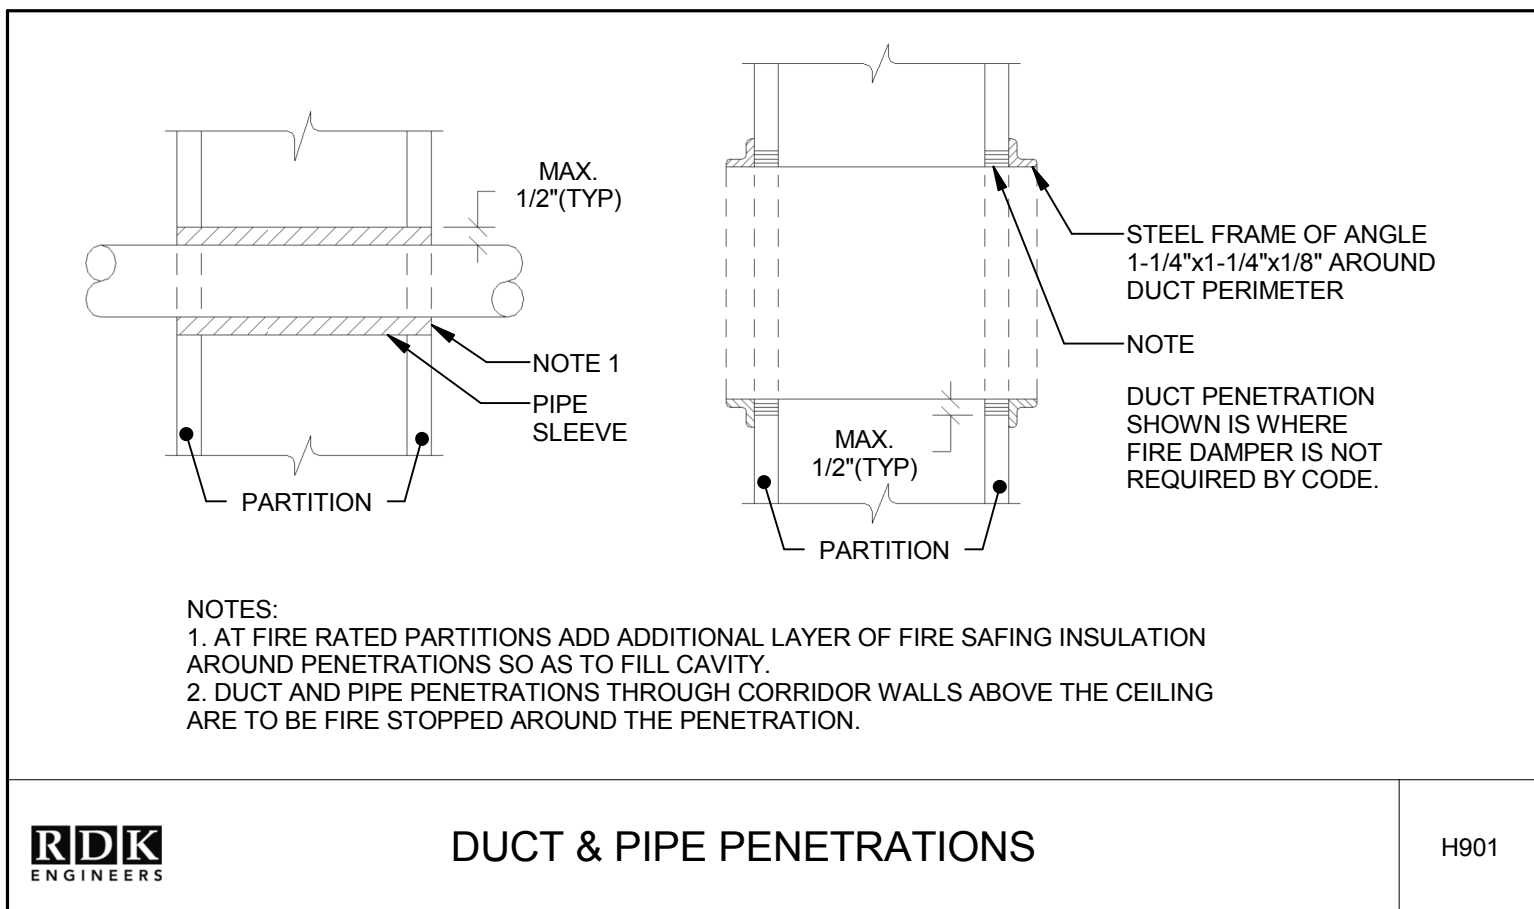 MAX.
1/2"(TYP)
NOTE 1
PIPE
SLEEVE
PARTITION
STEEL FRAME OF ANGLE
1-1/4"x1-1/4"x1/8" AROUND
DUCT PERIMETER
NOTE
DUCT PENETRATION
SHOWN IS WHERE
FIRE DAMPER IS NOT
REQUIRED BY CODE.
MAX.
1/2"(TYP)
PARTITION
NOTES:
1. AT FIRE RATED PARTITIONS ADD ADDITIONAL LAYER OF FIRE SAFING INSULATION
AROUND PENETRATIONS SO AS TO FILL CAVITY.
2. DUCT AND PIPE PENETRATIONS THROUGH CORRIDOR WALLS ABOVE THE CEILING
ARE TO BE FIRE STOPPED AROUND THE PENETRATION.
RDK
ENGINEERS
DUCT & PIPE PENETRATIONS
H901